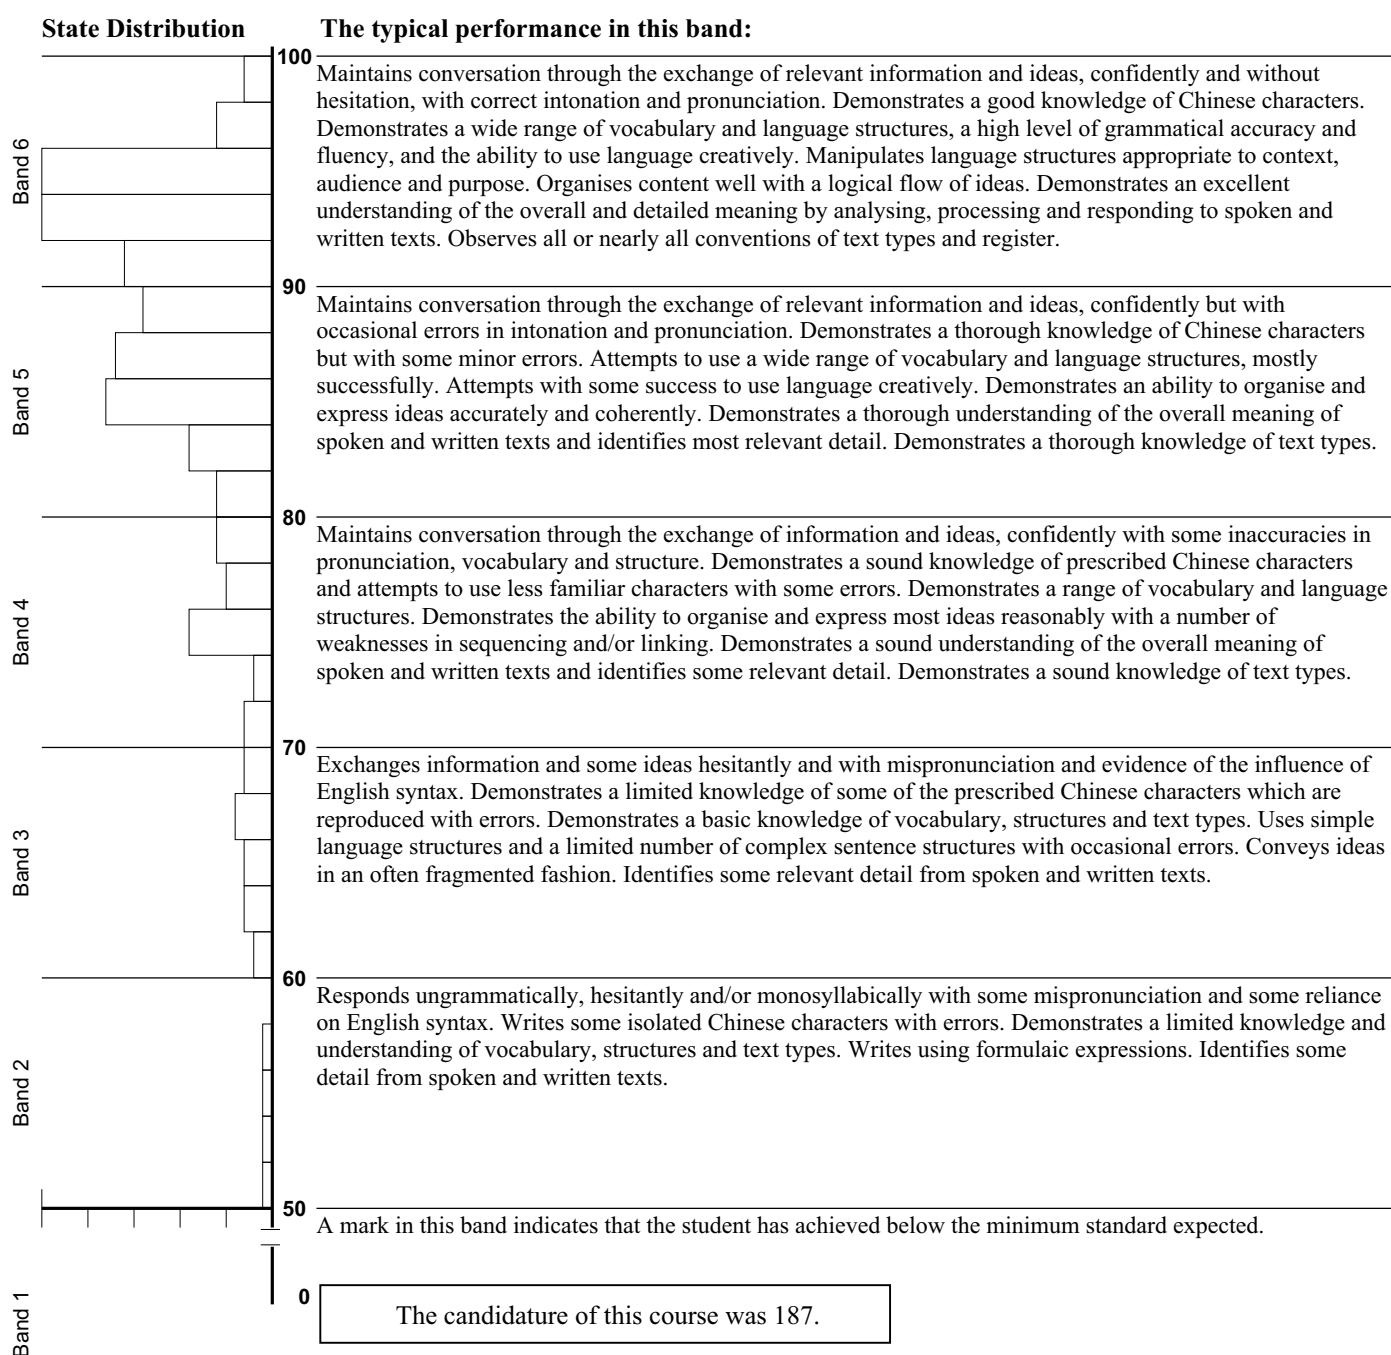 State Distribution
The typical performance in this band:
100
Maintains conversation through the exchange of relevant information and ideas, confidently and without
hesitation, with correct intonation and pronunciation. Demonstrates a good knowledge of Chinese characters.
Demonstrates a wide range of vocabulary and language structures, a high level of grammatical accuracy and
fluency, and the ability to use language creatively. Manipulates language structures appropriate to context,
audience and purpose. Organises content well with a logical flow of ideas. Demonstrates an excellent
understanding of the overall and detailed meaning by analysing, processing and responding to spoken and
written texts. Observes all or nearly all conventions of text types and register.
Band 6
90
Maintains conversation through the exchange of relevant information and ideas, confidently but with
occasional errors in intonation and pronunciation. Demonstrates a thorough knowledge of Chinese characters
but with some minor errors. Attempts to use a wide range of vocabulary and language structures, mostly
successfully. Attempts with some success to use language creatively. Demonstrates an ability to organise and
express ideas accurately and coherently. Demonstrates a thorough understanding of the overall meaning of
spoken and written texts and identifies most relevant detail. Demonstrates a thorough knowledge of text types.
Band 5
80
Maintains conversation through the exchange of information and ideas, confidently with some inaccuracies in
pronunciation, vocabulary and structure. Demonstrates a sound knowledge of prescribed Chinese characters
and attempts to use less familiar characters with some errors. Demonstrates a range of vocabulary and language
structures. Demonstrates the ability to organise and express most ideas reasonably with a number of
weaknesses in sequencing and/or linking. Demonstrates a sound understanding of the overall meaning of
spoken and written texts and identifies some relevant detail. Demonstrates a sound knowledge of text types.
Band 4
70
Exchanges information and some ideas hesitantly and with mispronunciation and evidence of the influence of
English syntax. Demonstrates a limited knowledge of some of the prescribed Chinese characters which are
reproduced with errors. Demonstrates a basic knowledge of vocabulary, structures and text types. Uses simple
language structures and a limited number of complex sentence structures with occasional errors. Conveys ideas
in an often fragmented fashion. Identifies some relevant detail from spoken and written texts.
Band 3
60
Responds ungrammatically, hesitantly and/or monosyllabically with some mispronunciation and some reliance
on English syntax. Writes some isolated Chinese characters with errors. Demonstrates a limited knowledge and
understanding of vocabulary, structures and text types. Writes using formulaic expressions. Identifies some
detail from spoken and written texts.
Band 2
50
A mark in this band indicates that the student has achieved below the minimum standard expected.
0
Band 1
The candidature of this course was 187.